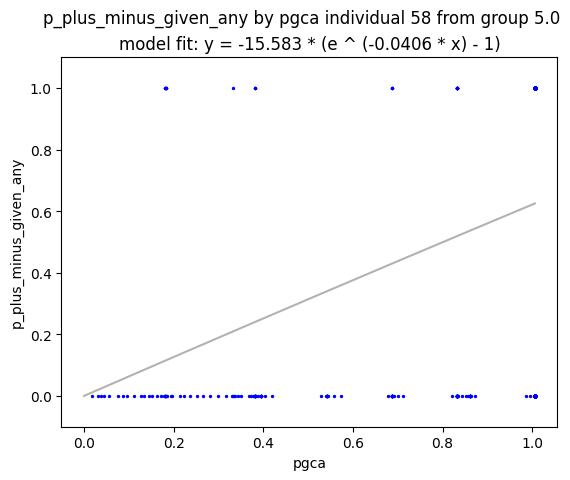 p_plus_minus_given_any by pgca individual 58 from group 5.0
model fit: y = -15.583 * (e ^ (-0.0406 * x) - 1)
1.0
0.8
0.6
0.4
0.2
0.0
p_plus_minus_given_any
0.0 0.2 0.4 0.6 0.8 1.0
pgca